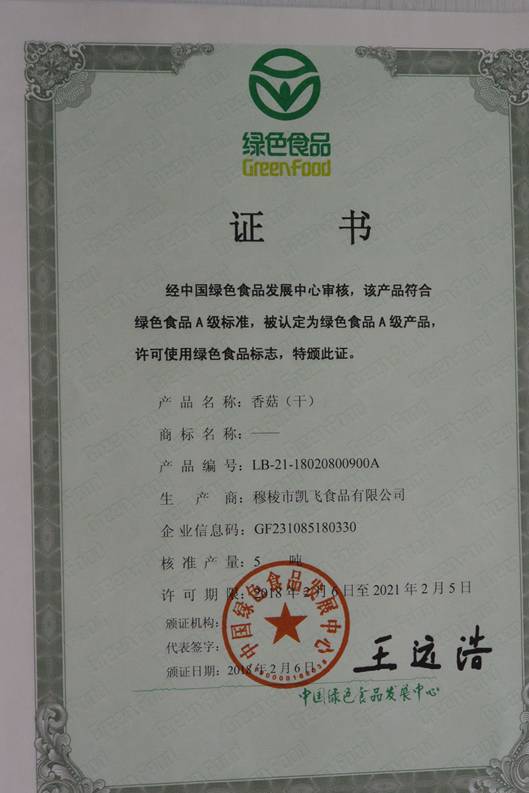 绿色食品
GreenFood
证 书
经中国绿色食品发展中心审核，该产品符合
绿色食品A级标准，被认定为绿色食品A级产品，
许可使用绿色食品标志，特颁此证。
产品名称：香菇（干）
商标名称：——
产品编号：LB-21-18020800900A
生产商：穆棱市凯飞食品有限公司
企业信息码：GF231085180330
核准产量：5 吨
许可期限：2018年2月6日至2021年2月5日
颁证机构：
代表签字：
颁证日期：2018年2月6日
中国绿色食品发展中心
王运浩
中国绿色食品发展中心